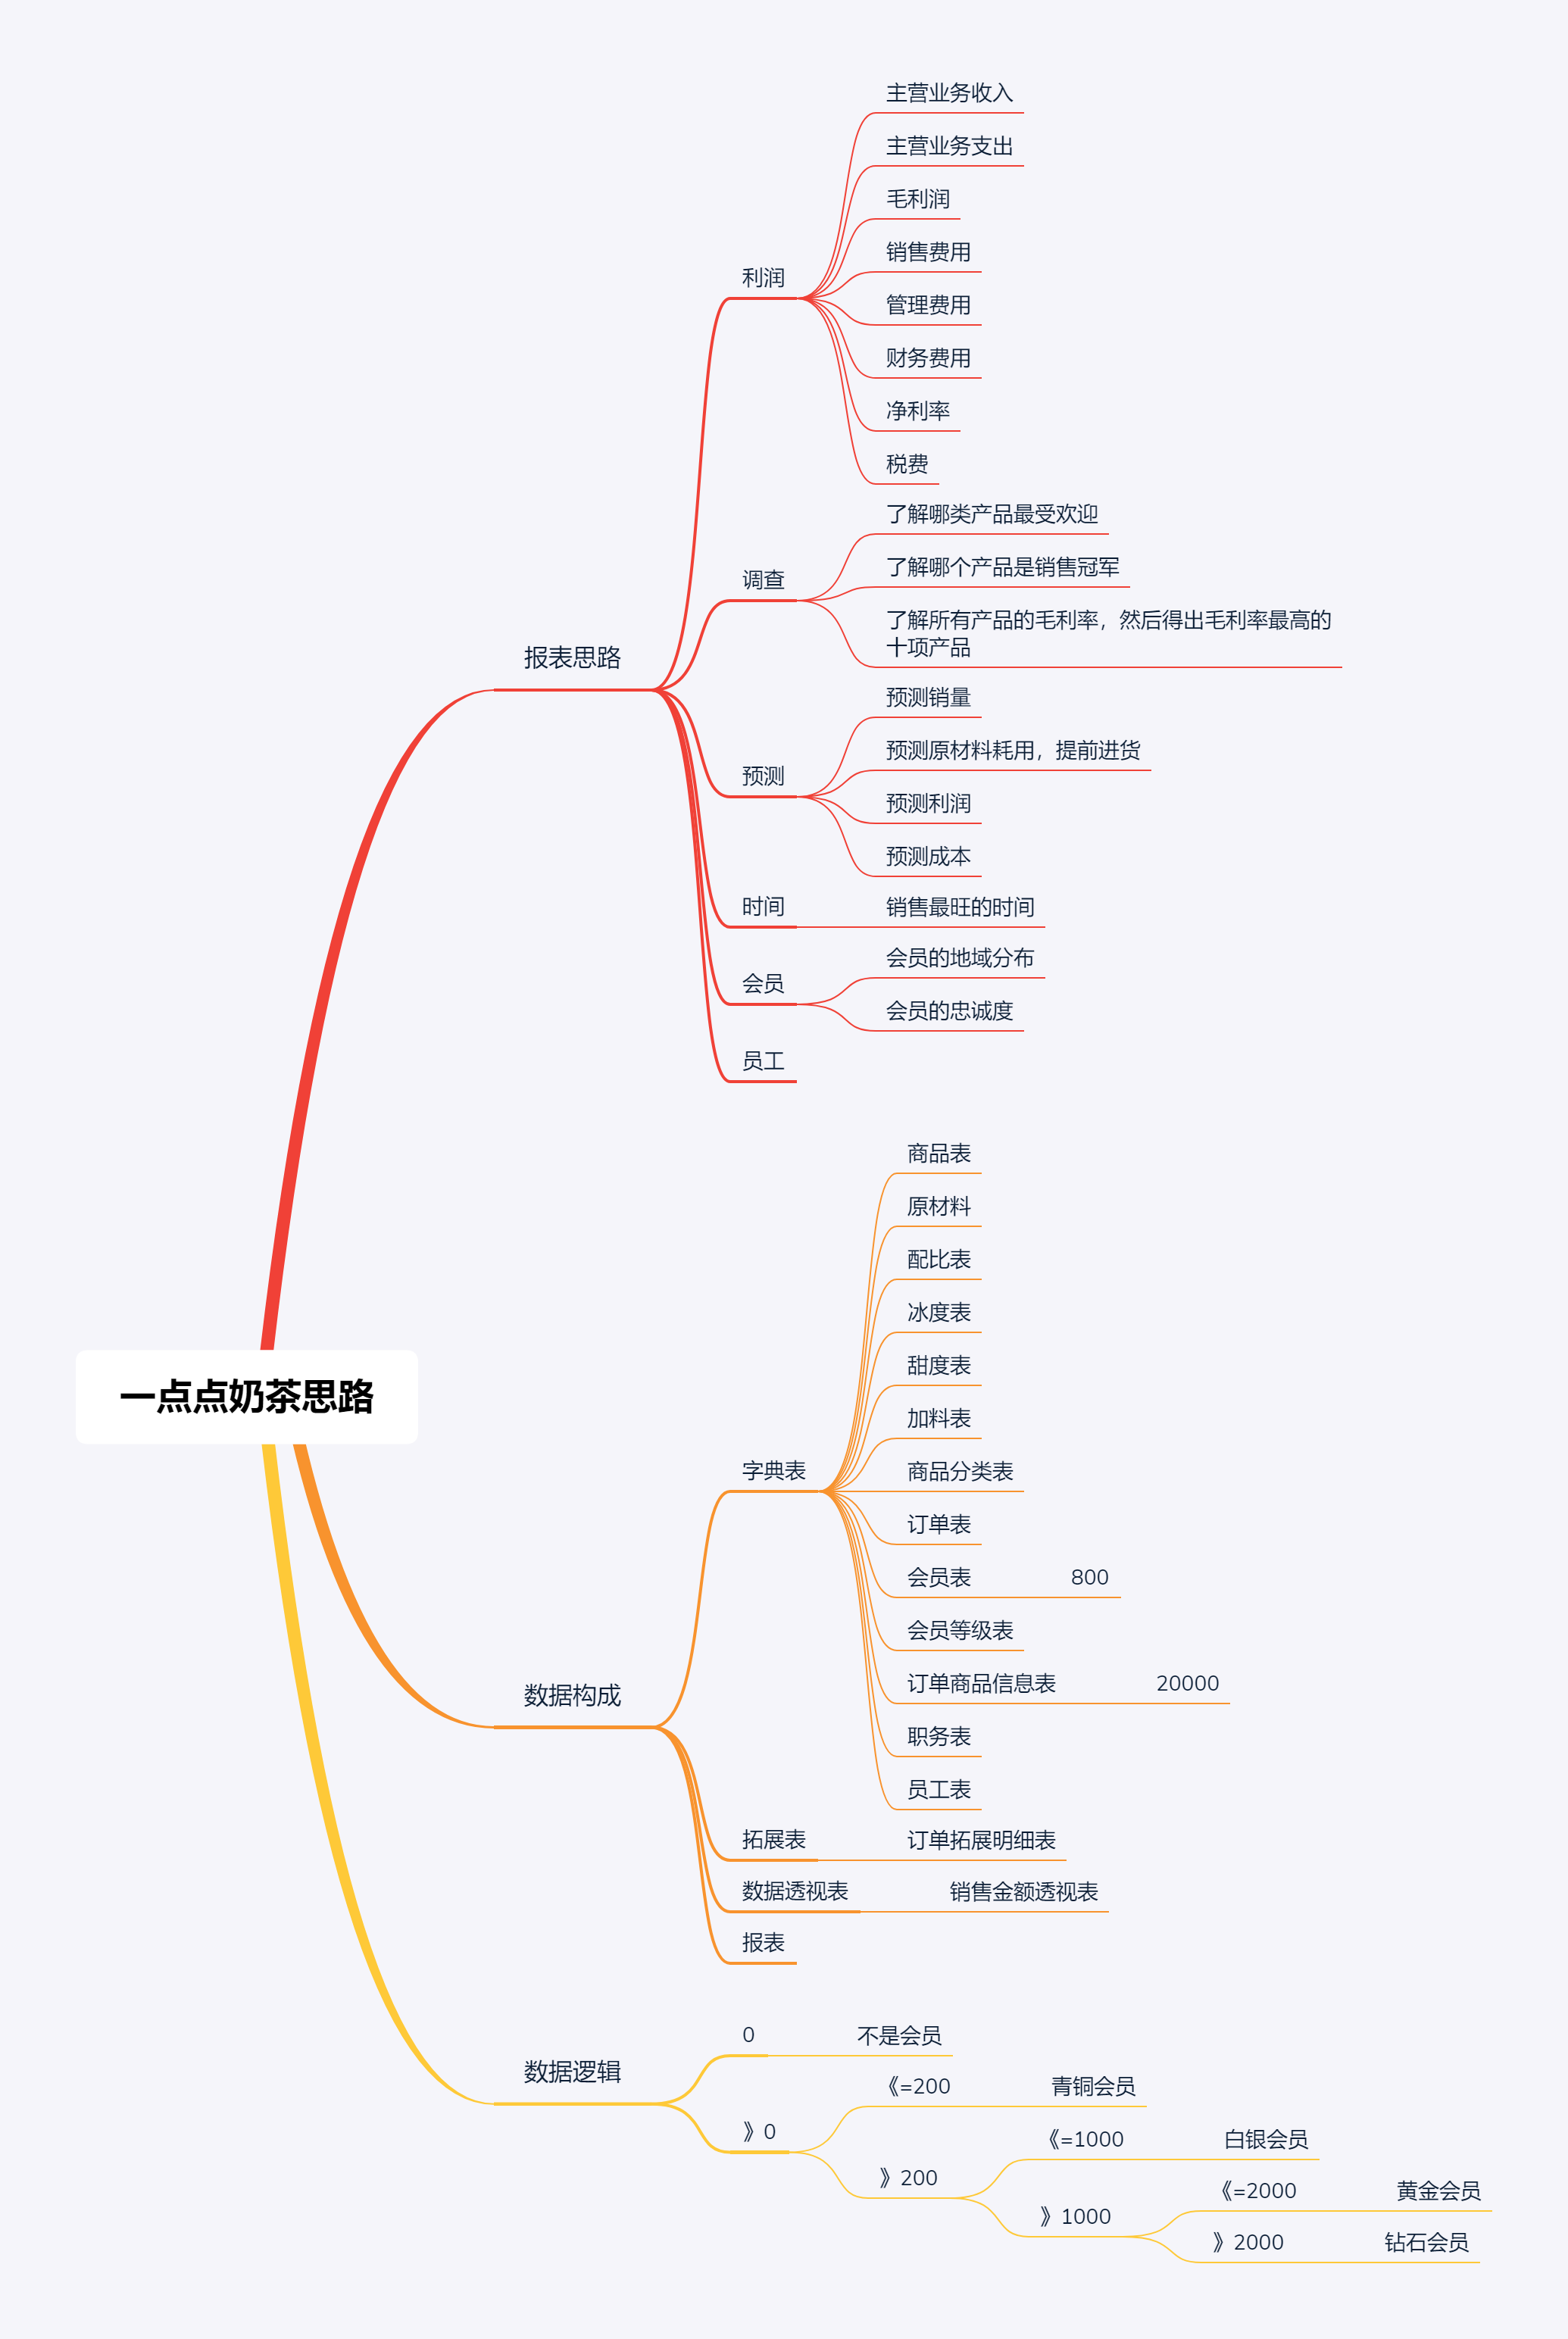 主营业务收入
主营业务支出
毛利润
销售费用
利润
管理费用
财务费用
净利率
税费
了解哪类产品最受欢迎
了解哪个产品是销售冠军
调查
了解所有产品的毛利率，然后得出毛利率最高的
十项产品
报表思路
预测销量
预测原材料耗用，提前进货
预测
预测利润
预测成本
时间
销售最旺的时间
会员的地域分布
会员
会员的忠诚度
员工
商品表
原材料
配比表
冰度表
甜度表
一点点奶茶思路
加料表
字典表
商品分类表
订单表
会员表
800
会员等级表
订单商品信息表
20000
数据构成
职务表
员工表
拓展表
订单拓展明细表
数据透视表
销售金额透视表
报表
0
不是会员
数据逻辑
《=200
青铜会员
》0
《=1000
白银会员
》200
《=2000
黄金会员
》1000
》2000
钻石会员